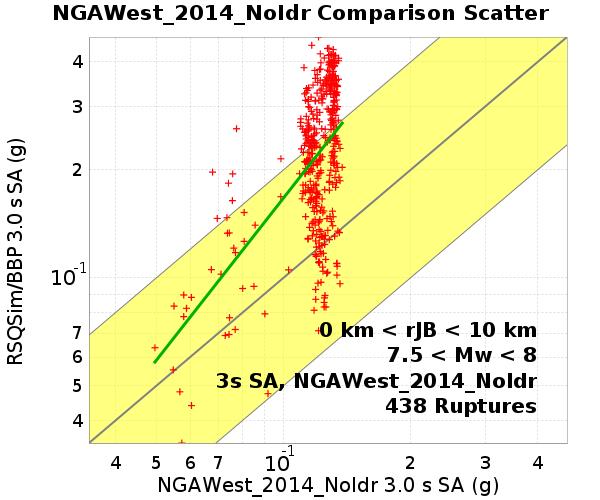 NGAWest_2014_NoIdr Comparison Scatter
RSQSim/BBP 3.0 s SA (g)
4
3
2
10-1
7
6
5
4
0 km < rJB < 10 km
7.5 < Mw < 8
3s SA, NGAWest_2014_NoIdr
438 Ruptures
4 5 6 7 10-1 2 3 4
NGAWest_2014_NoIdr 3.0 s SA (g)